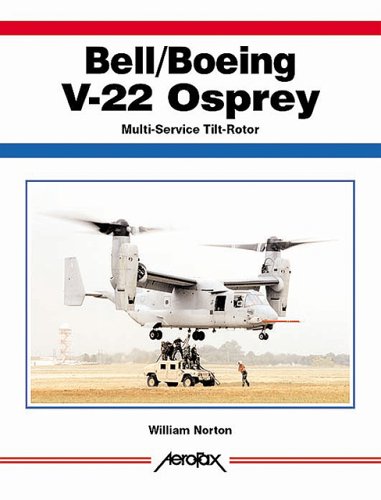 Bell/Boeing
V-22 Osprey
Multi-Service Tilt-Rotor
William Norton
AEROFAX